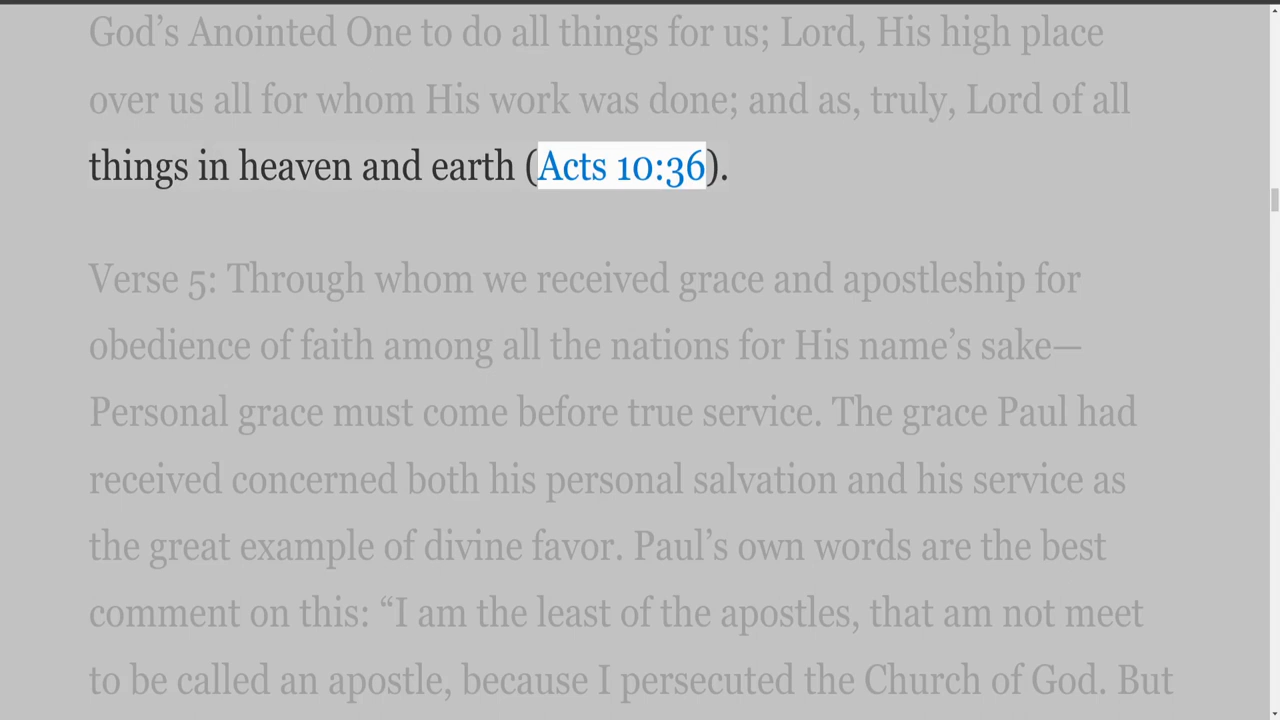 God’s Anointed One to do all things for us; Lord, His high place
over us all for whom His work was done; and as, truly, Lord of all
things in heaven and earth (Acts 10:36).
Verse 5: Through whom we received grace and apostleship for
obedience of faith among all the nations for His name’s sake—
Personal grace must come before true service. The grace Paul had
received concerned both his personal salvation and his service as
the great example of divine favor. Paul’s own words are the best
comment on this: “I am the least of the apostles, that am not meet
to be called an apostle, because I persecuted the Church of God. But